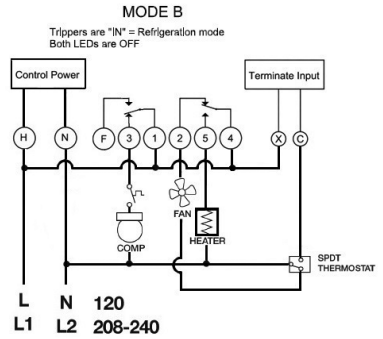 MODE B
Trippers are "IN" = Refrigeration mode
Both LEDs are OFF
Control Power
Terminate Input
H
N
F
3
1
2
5
4
X
C
FAN
COMP
HEATER
SPDT
THERMOSTAT
L N 120
L1 L2 208-240